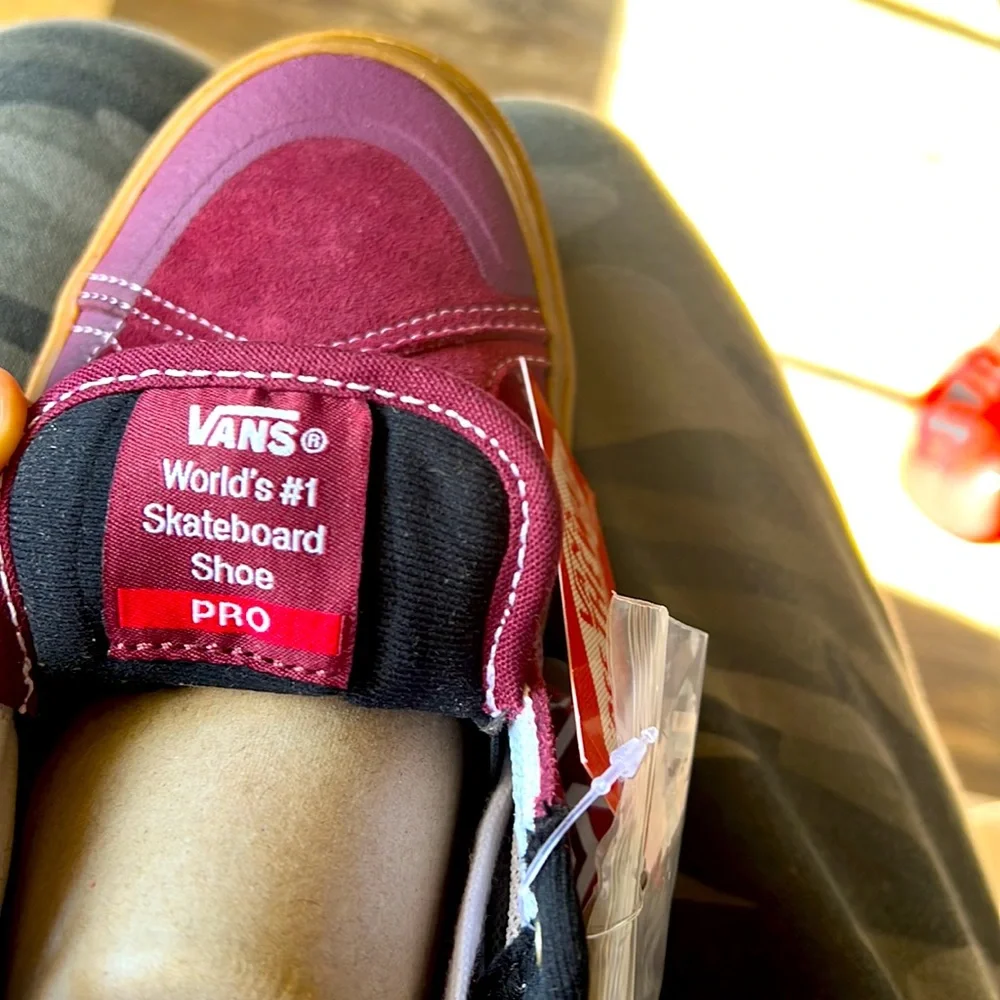 VANS®
World's #1
Skateboard
Shoe
PRO